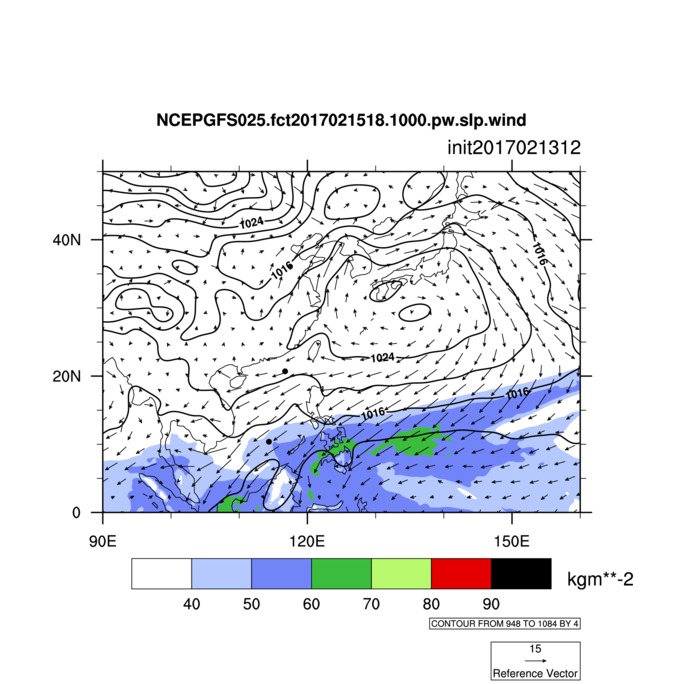 NCEPGFS025.fct2017021518.1000.pw.slp.wind
init2017021312
1024
40N
1016
1016
1024
20N
1016
1016
0
90E 120E 150E
40 50 60 70 80 90
kgm**-2
CONTOUR FROM 948 TO 1084 BY 4
15
Reference Vector